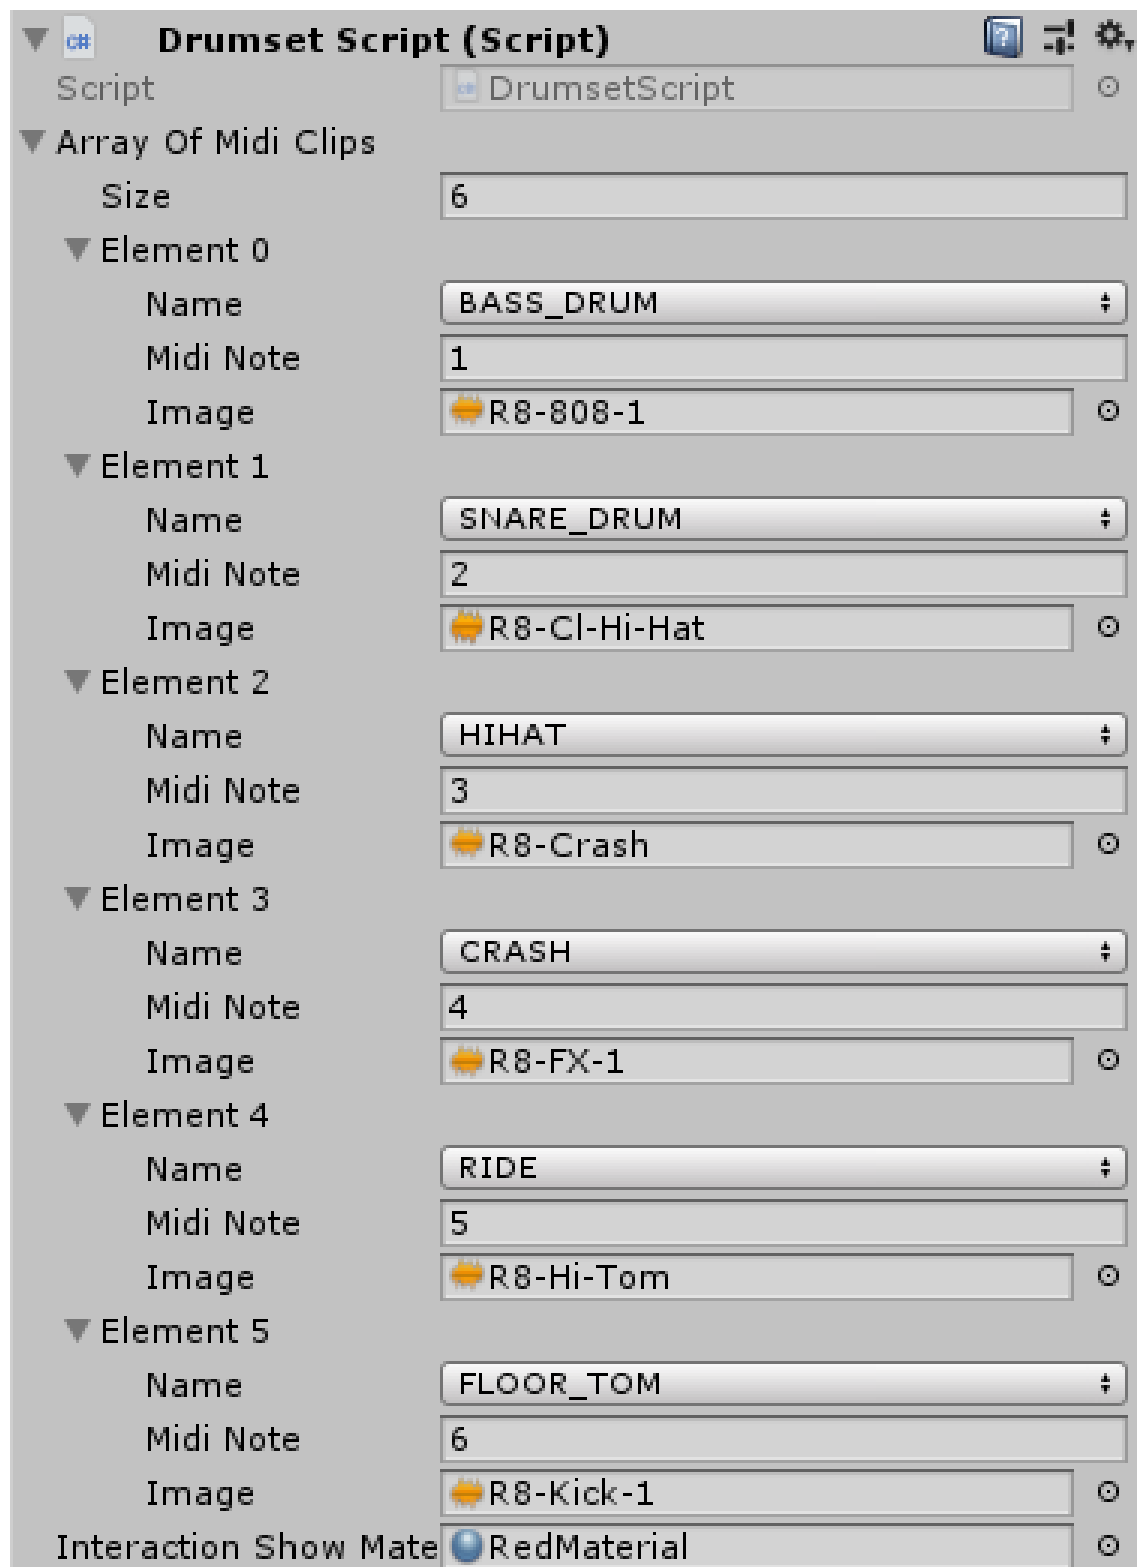 c# Drumset Script (Script)
Script c# DrumsetScript
Array Of Midi Clips
Size 6
Element 0
Name BASS_DRUM
Midi Note 1
Image R8-808-1
Element 1
Name SNARE_DRUM
Midi Note 2
Image R8-Cl-Hi-Hat
Element 2
Name HIHAT
Midi Note 3
Image R8-Crash
Element 3
Name CRASH
Midi Note 4
Image R8-FX-1
Element 4
Name RIDE
Midi Note 5
Image R8-Hi-Tom
Element 5
Name FLOOR_TOM
Midi Note 6
Image R8-Kick-1
Interaction Show Mate RedMaterial